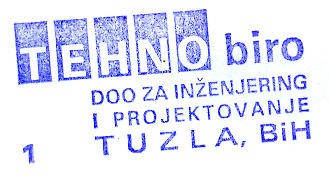 TEHNO biro
DOO ZA INŽENJERING
I PROJEKTOVANJE
1 TUZLA, BiH